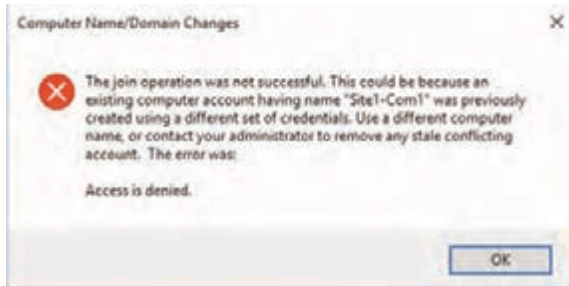 Computer Name/Domain Changes
The join operation was not successful. This could be because an
existing computer account having name "Site1-Com1" was previously
created using a different set of credentials. Use a different computer
name, or contact your administrator to remove any stale conflicting
account. The error was:
Access is denied.
OK